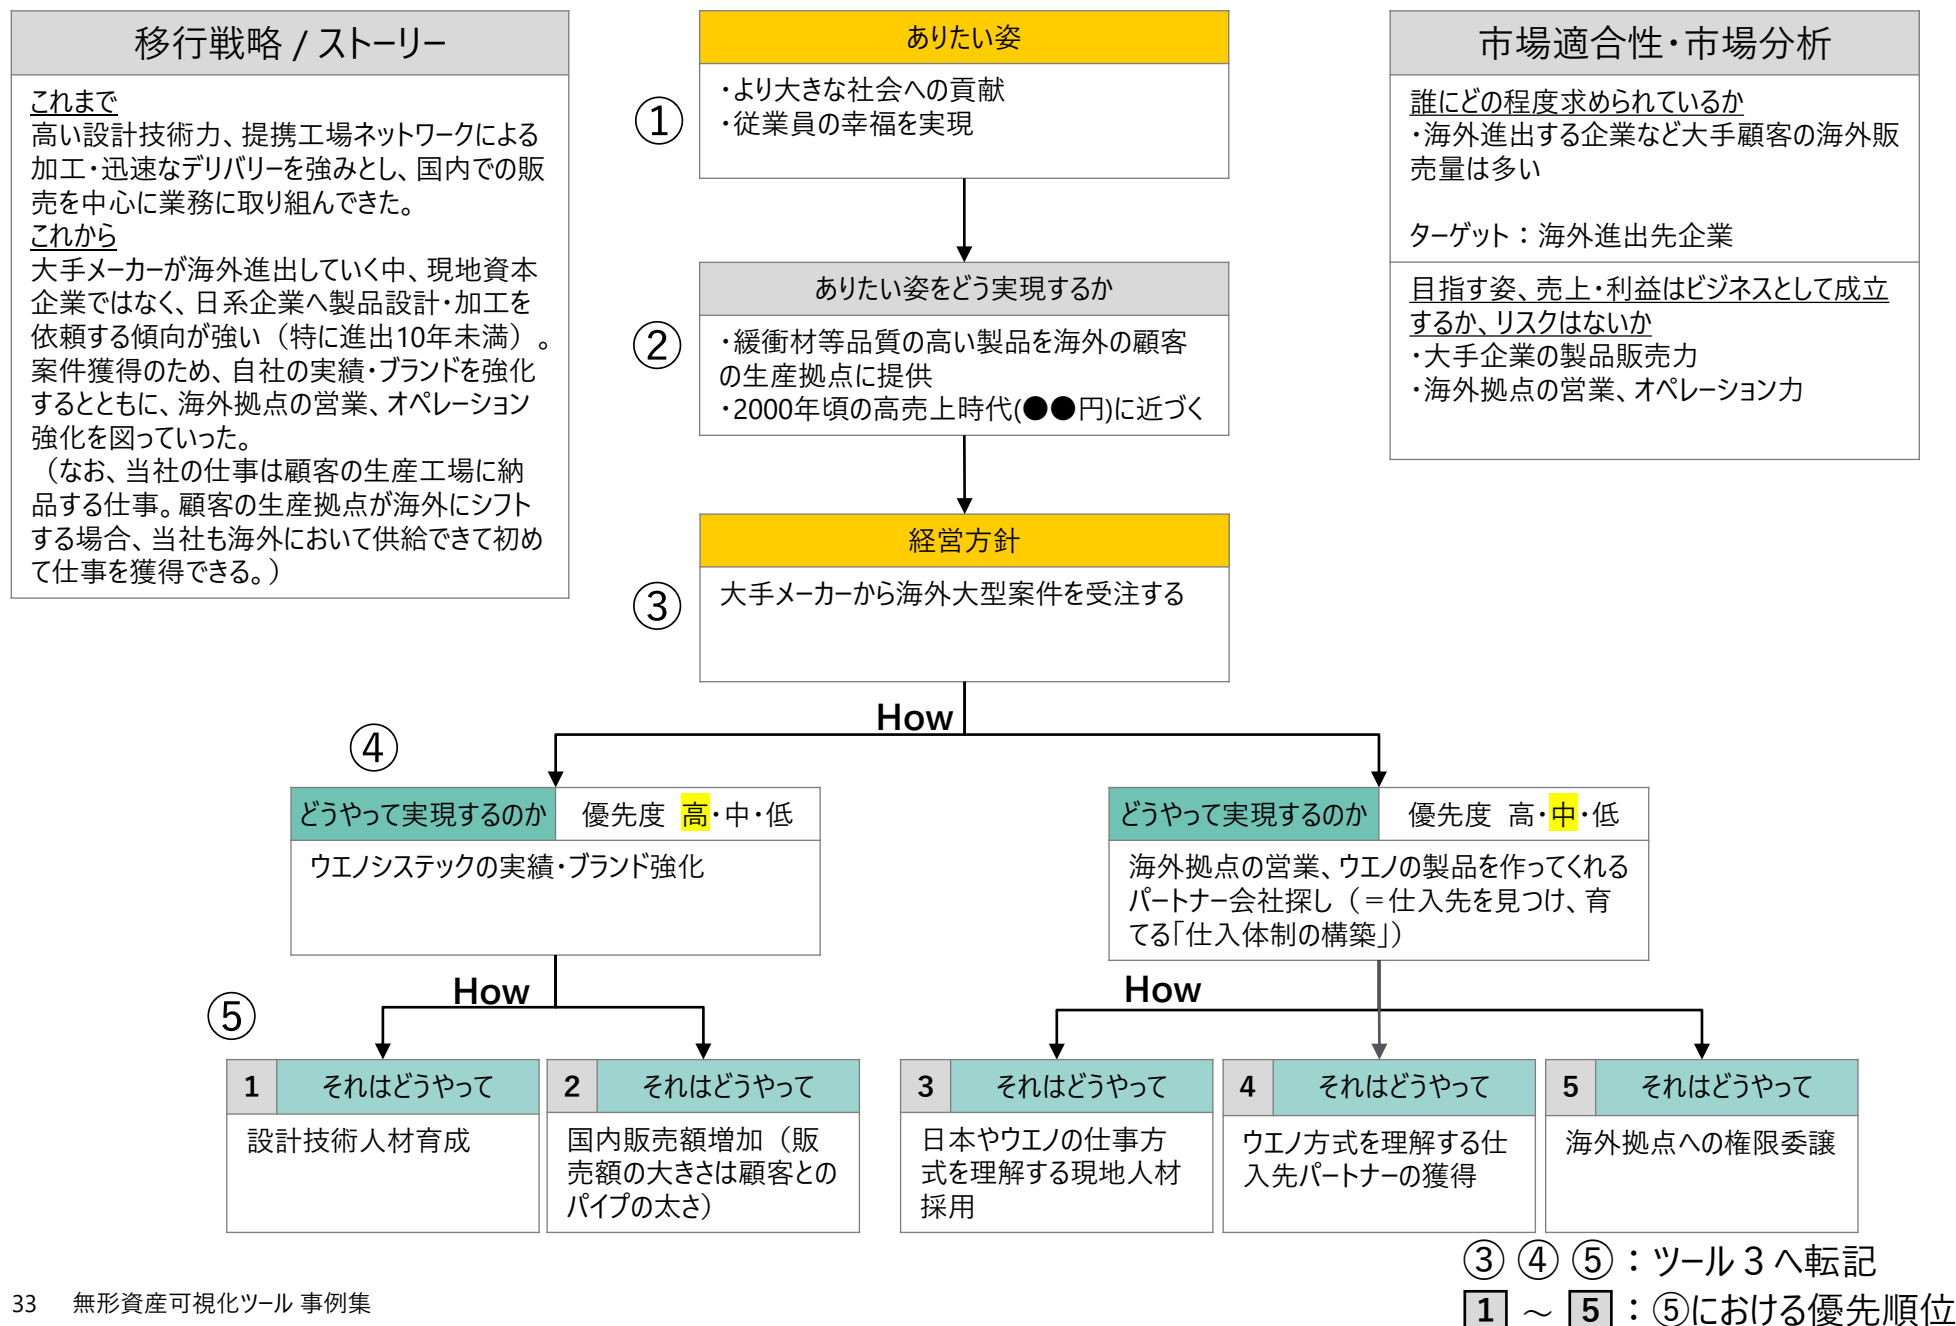 移行戦略 / ストーリー
これまで
高い設計技術力、提携工場ネットワークによる
加工・迅速なデリバリーを強みとし、国内での販
売を中心に業務に取り組んできた。
これから
大手メーカーが海外進出していく中、現地資本
企業ではなく、日系企業へ製品設計・加工を
依頼する傾向が強い（特に進出10年未満）。
案件獲得のため、自社の実績・ブランドを強化
するとともに、海外拠点の営業、オペレーション
強化を図っていった。
（なお、当社の仕事は顧客の生産工場に納
品する仕事。顧客の生産拠点が海外にシフト
する場合、当社も海外において供給できて初め
て仕事を獲得できる。）
①
ありたい姿
・より大きな社会への貢献
・従業員の幸福を実現
②
ありたい姿をどう実現するか
・緩衝材等品質の高い製品を海外の顧客
の生産拠点に提供
・2000年頃の高売上時代(●●円)に近づく
③
経営方針
大手メーカーから海外大型案件を受注する
市場適合性・市場分析
誰にどの程度求められているか
・海外進出する企業など大手顧客の海外販
売量は多い
ターゲット：海外進出先企業
目指す姿、売上・利益はビジネスとして成立
するか、リスクはないか
・大手企業の製品販売力
・海外拠点の営業、オペレーション力
How
④
どうやって実現するのか 優先度 高・中・低
ウエノシステックの実績・ブランド強化
どうやって実現するのか 優先度 高・中・低
海外拠点の営業、ウエノの製品を作ってくれる
パートナー会社探し（＝仕入先を見つけ、育
てる「仕入体制の構築」）
How
How
⑤
1 それはどうやって
設計技術人材育成
2 それはどうやって
国内販売額増加（販
売額の大きさは顧客との
パイプの太さ）
3 それはどうやって
日本やウエノの仕事方
式を理解する現地人材
採用
4 それはどうやって
ウエノ方式を理解する仕
入先パートナーの獲得
5 それはどうやって
海外拠点への権限委譲
③ ④ ⑤：ツール３へ転記
1 ～ 5：⑤における優先順位
33 無形資産可視化ツール 事例集